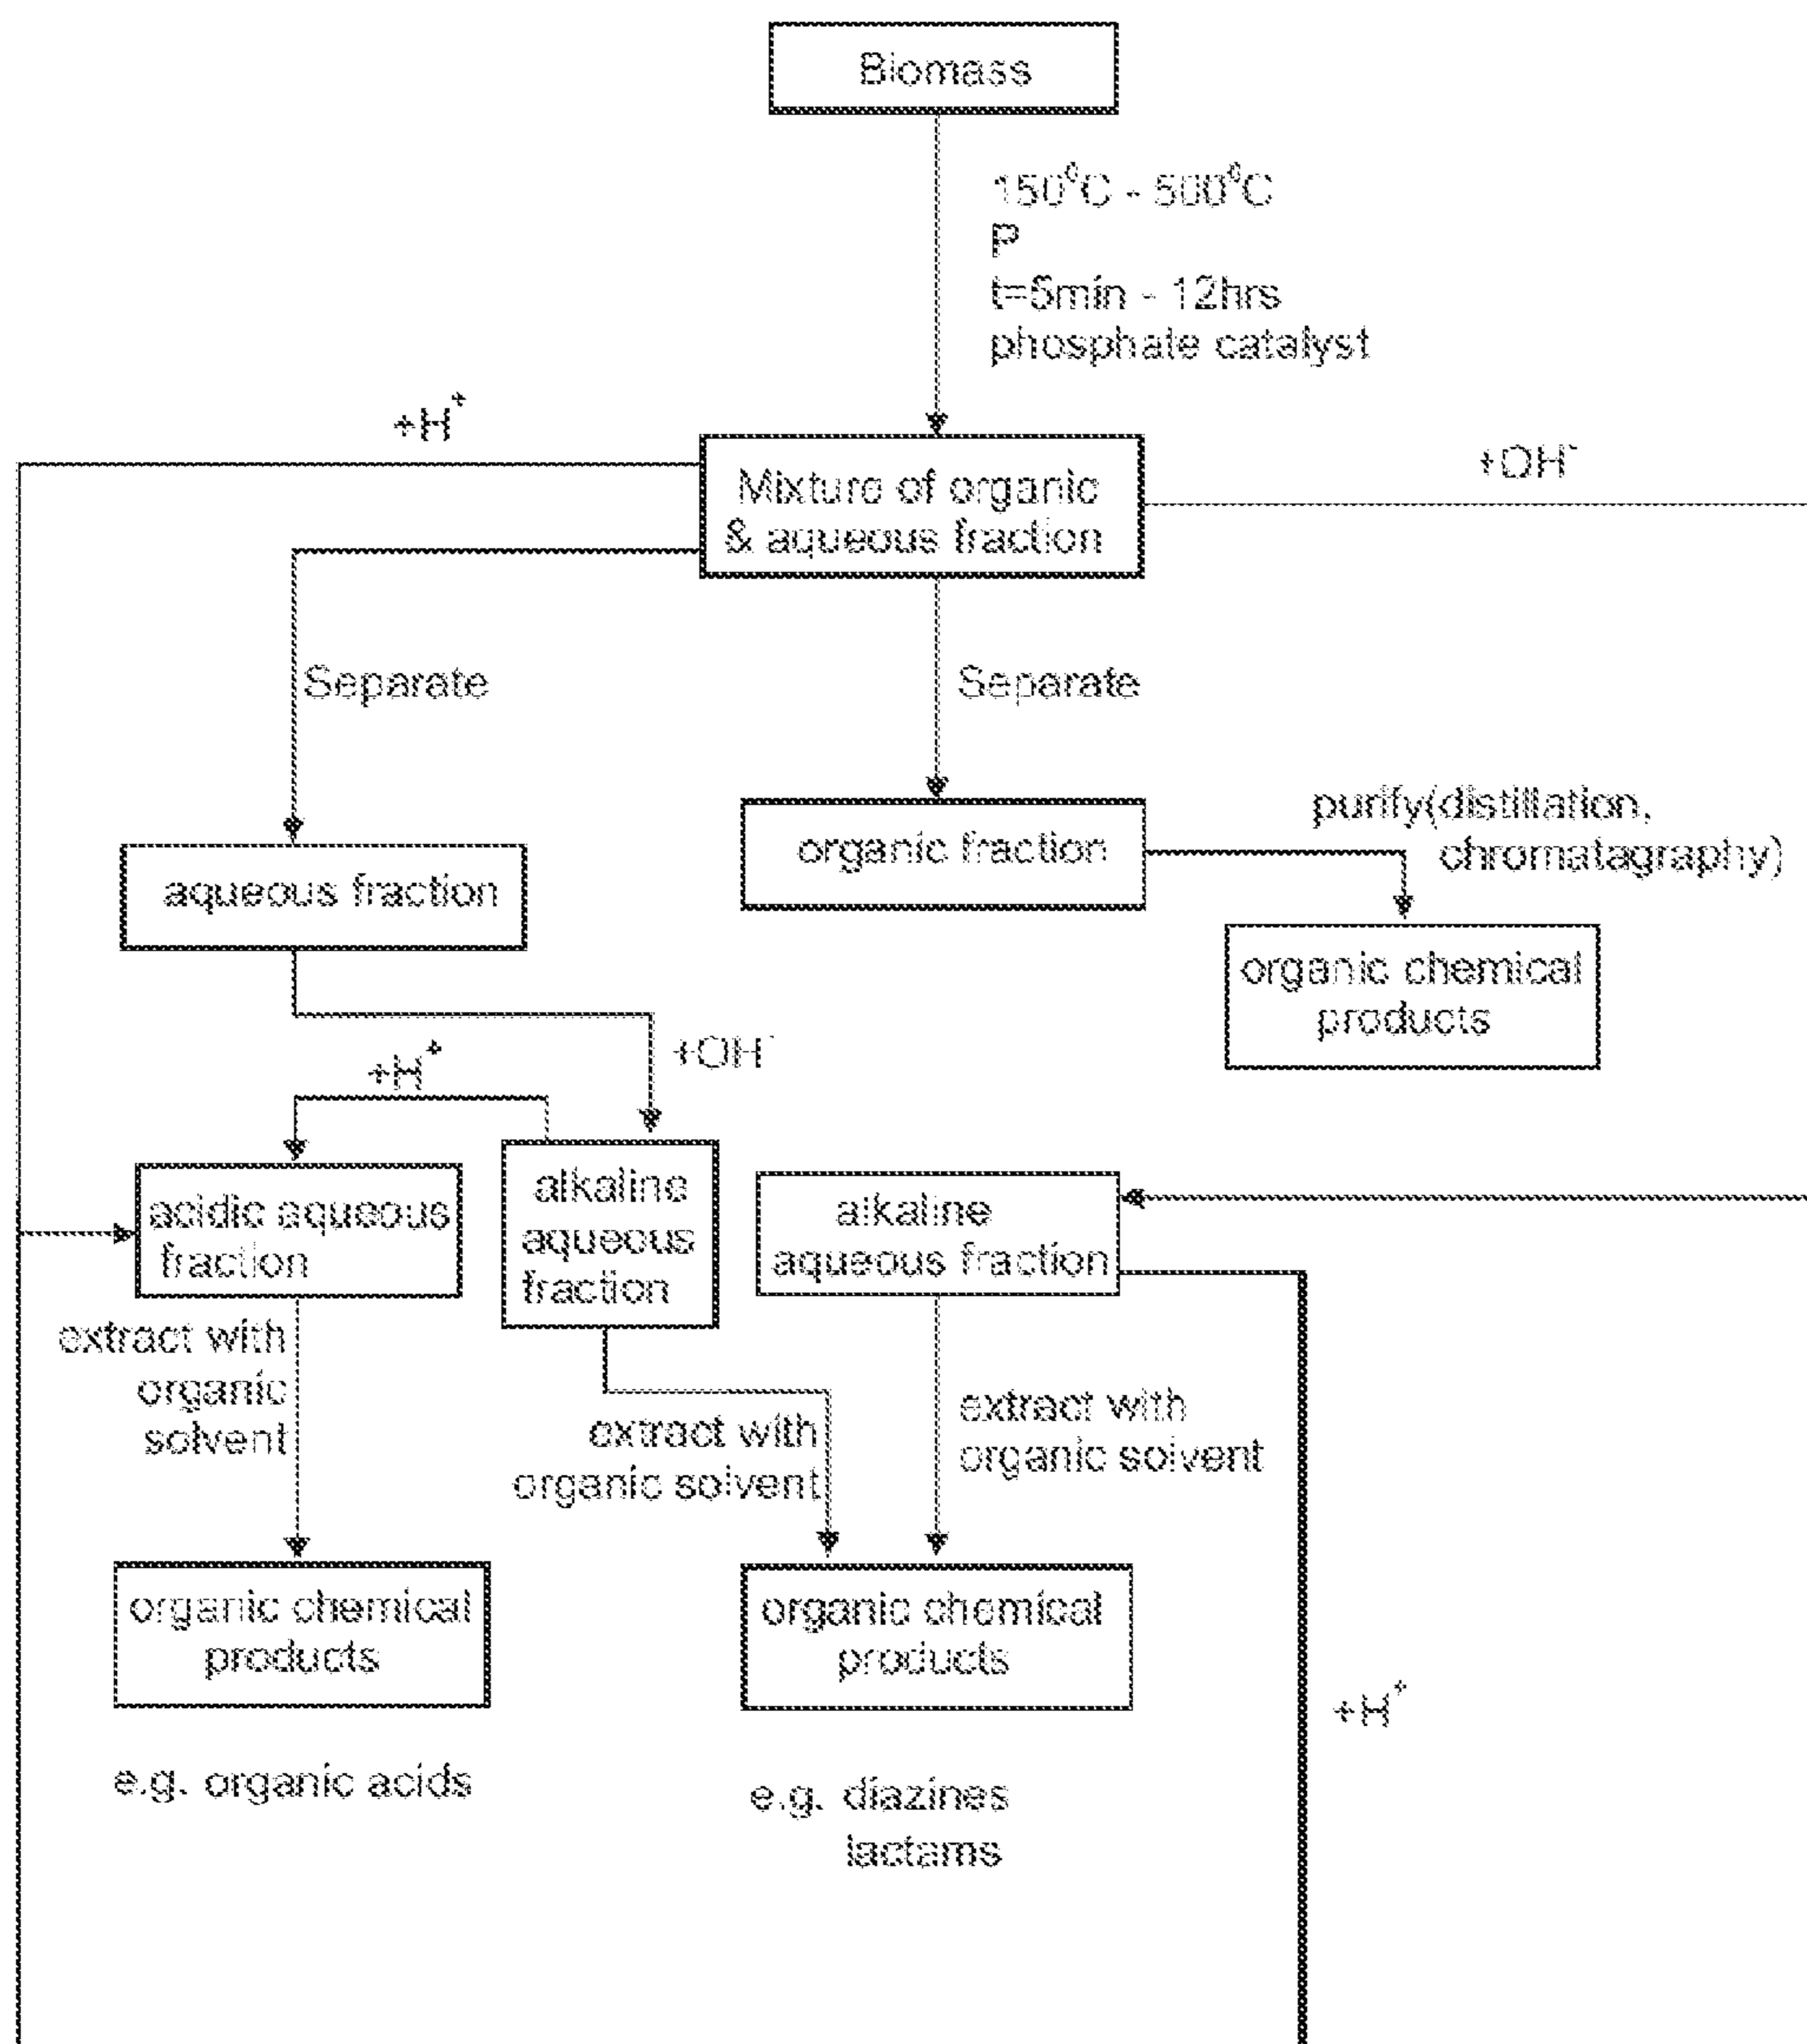 Biomass
150⁰C - 500⁰C
P
t=5min - 12hrs
phosphate catalyst
+H⁺
+OH⁻
Mixture of organic
& aqueous fraction
Separate
Separate
purify(distillation,
chromatagraphy)
organic fraction
aqueous fraction
organic chemical
products
+OH⁻
+H⁺
alkaline
aqueous
fraction
acidic aqueous
fraction
alkaline
aqueous fraction
extract with
organic
solvent
extract with
organic solvent
extract with
organic solvent
organic chemical
products
organic chemical
products
+H⁺
e.g. organic acids
e.g. diazines
lactams